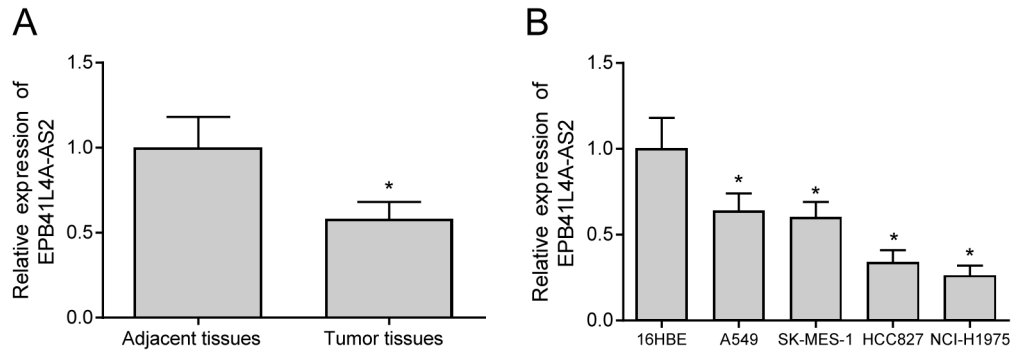 A
Relative expression of
EPB41L4A-AS2
1.5
1.0
0.5
0.0
*
Adjacent tissues
Tumor tissues
B
Relative expression of
EPB41L4A-AS2
1.5
1.0
0.5
0.0
*
*
*
*
16HBE
A549
SK-MES-1
HCC827
NCI-H1975